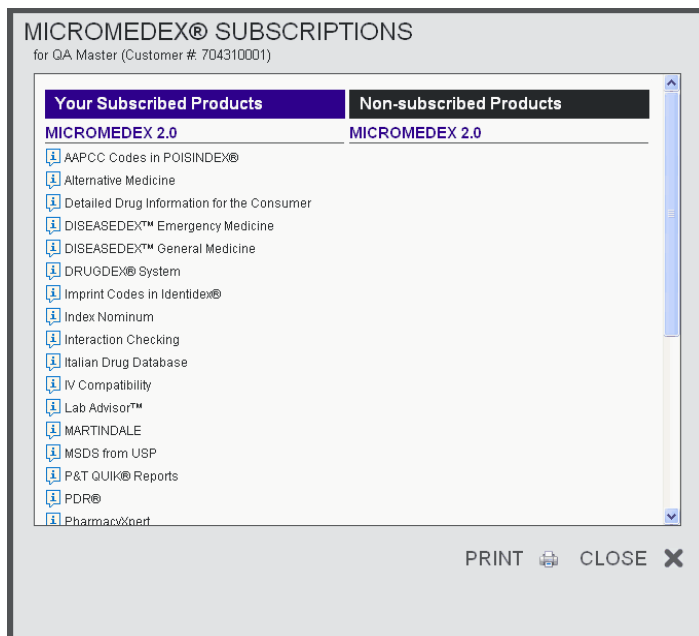 MICROMEDEX® SUBSCRIPTIONS
for QA Master (Customer #: 704310001)
Your Subscribed Products Non-subscribed Products
MICROMEDEX 2.0 MICROMEDEX 2.0
AAPCC Codes in POISINDEX®
Alternative Medicine
Detailed Drug Information for the Consumer
DISEASEDEX™ Emergency Medicine
DISEASEDEX™ General Medicine
DRUGDEX® System
Imprint Codes in Identidex®
Index Nominum
Interaction Checking
Italian Drug Database
IV Compatibility
Lab Advisor™
MARTINDALE
MSDS from USP
P&T QUIK® Reports
PDR®
PharmacyXpert
PRINT CLOSE